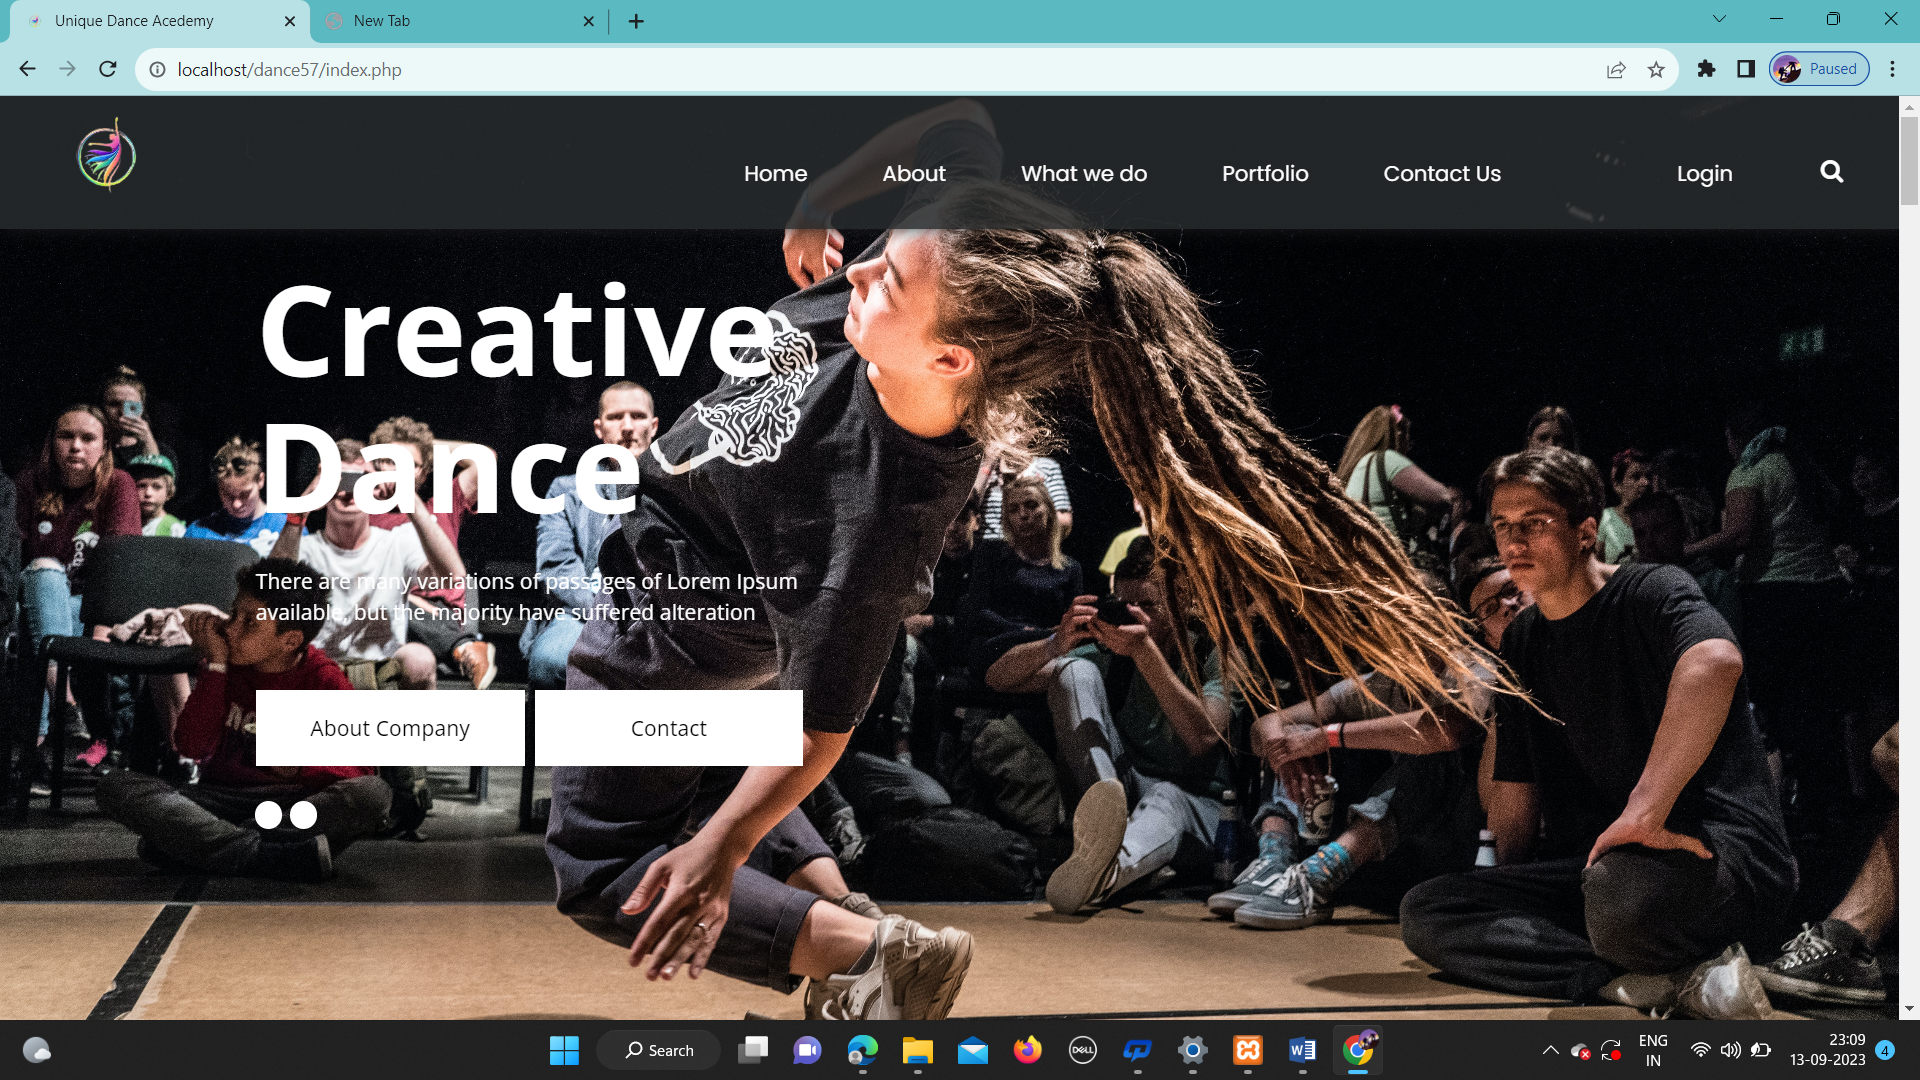 Unique Dance Acedemy
New Tab
localhost/dance57/index.php
Paused
Home About What we do Portfolio Contact Us Login
Creative
Dance
There are many variations of passages of Lorem Ipsum
available, but the majority have suffered alteration
About Company Contact
Search
DELL
W
ENG
IN
23:09
13-09-2023
4